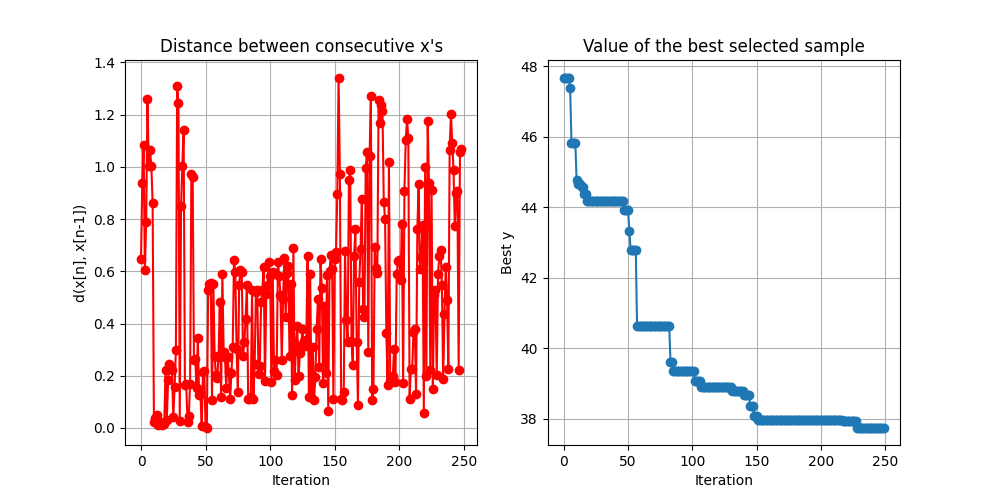 Distance between consecutive x's
1.4
1.2
1.0
0.8
0.6
0.4
0.2
0.0
d(x[n], x[n-1])
0 50 100 150 200 250
Iteration
Value of the best selected sample
48
46
44
42
40
38
Best y
0 50 100 150 200 250
Iteration